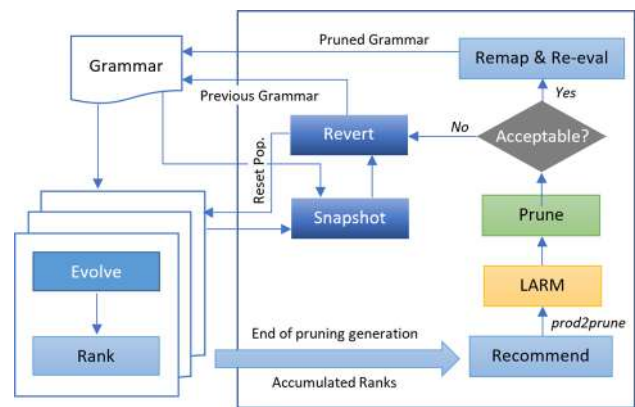 Pruned Grammar
Grammar
Remap & Re-eval
Previous Grammar
Yes
Revert
No
Acceptable?
Reset Pop.
Snapshot
Prune
Evolve
LARM
prod2prune
End of pruning generation
Rank
Recommend
Accumulated Ranks